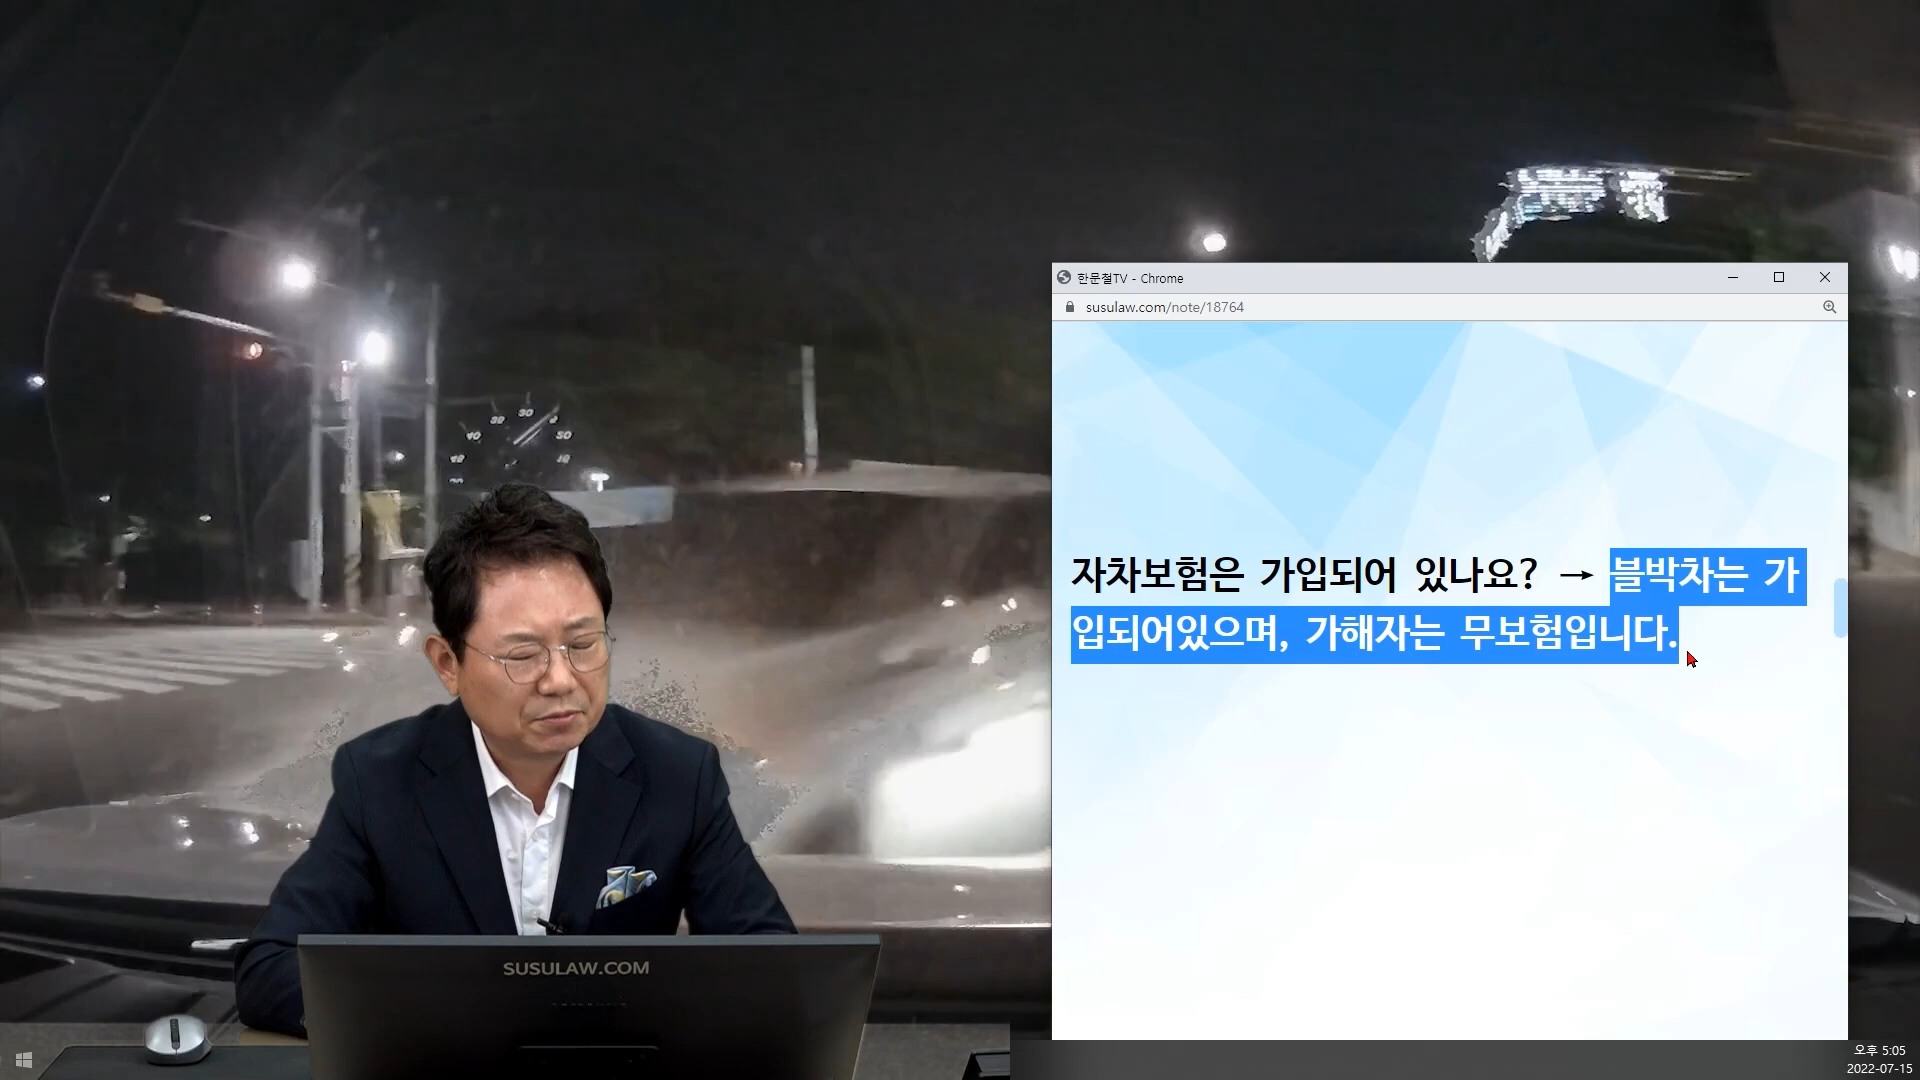 한문철TV - Chrome
susulaw.com/note/18764
자차보험은 가입되어 있나요? → 블박차는 가
입되어있으며, 가해자는 무보험입니다.
SUSULAW.COM
오후 5:05
2022-07-15